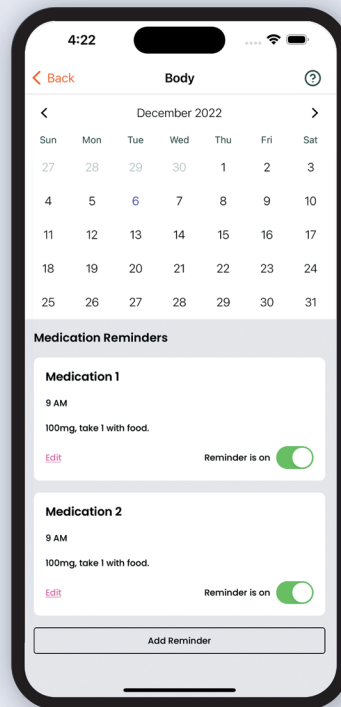 4:22
Back Body ?
December 2022
Sun Mon Tue Wed Thu Fri Sat
27 28 29 30 1 2 3
4 5 6 7 8 9 10
11 12 13 14 15 16 17
18 19 20 21 22 23 24
25 26 27 28 29 30 31
Medication Reminders
Medication 1
9 AM
100mg, take 1 with food.
Edit Reminder is on
Medication 2
9 AM
100mg, take 1 with food.
Edit Reminder is on
Add Reminder